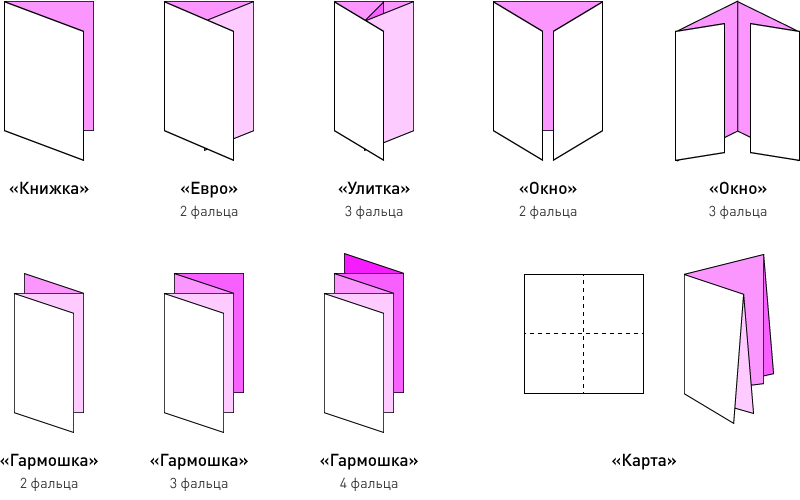 «Книжка»
«Евро»
2 фальца
«Улитка»
3 фальца
«Окно»
2 фальца
«Окно»
3 фальца
«Гармошка»
2 фальца
«Гармошка»
3 фальца
«Гармошка»
4 фальца
«Карта»